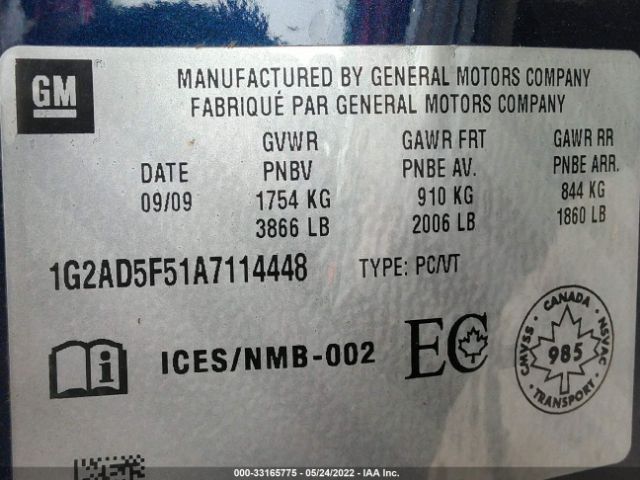 GM
MANUFACTURED BY GENERAL MOTORS COMPANY
FABRIQUÉ PAR GENERAL MOTORS COMPANY
GVWR GAWR FRT GAWR RR
DATE PNBV PNBE AV. PNBE ARR.
09/09 1754 KG 910 KG 844 KG
3866 LB 2006 LB 1860 LB
1G2AD5F51A7114448 TYPE: PC/VT
i ICES/NMB-002 EC
CANADA
CMVSS 985 NSVAC
TRANSPORT
000-33165775 - 05/24/2022 - IAA Inc.